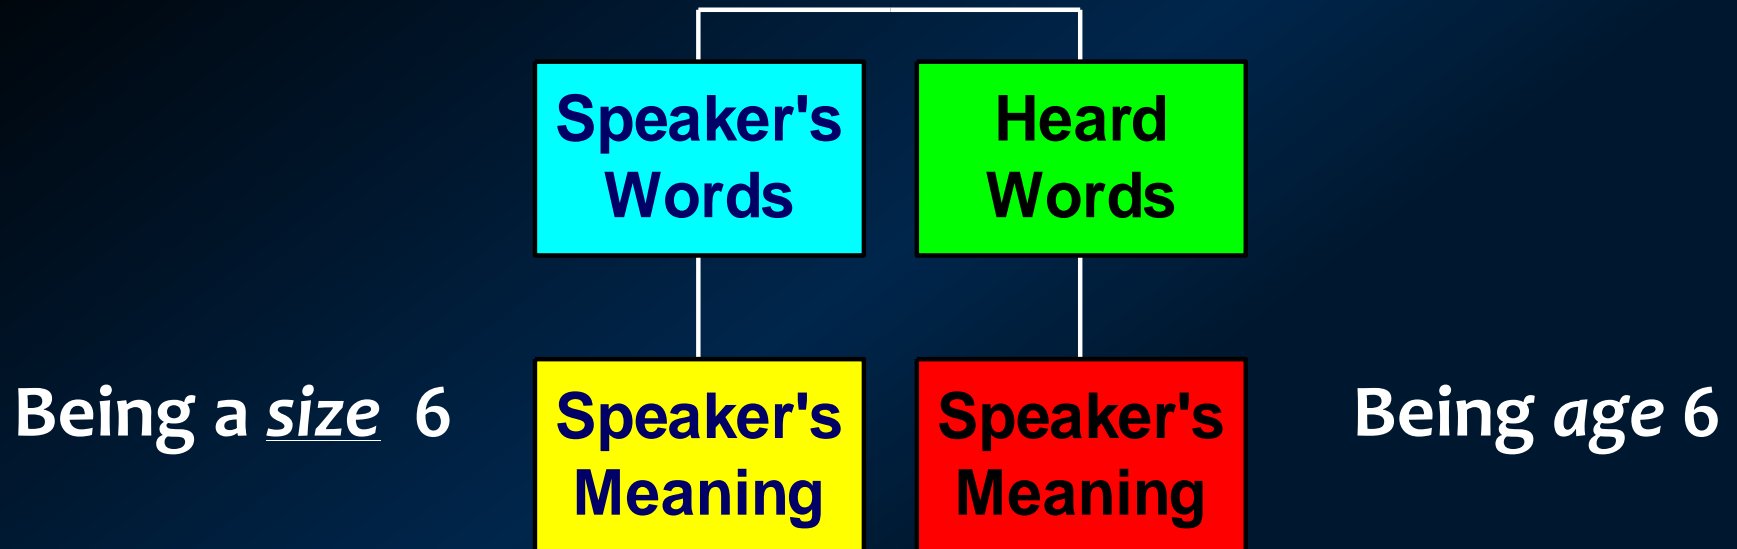 Speaker's
Words
Heard
Words
Being a size 6
Speaker's
Meaning
Speaker's
Meaning
Being age 6